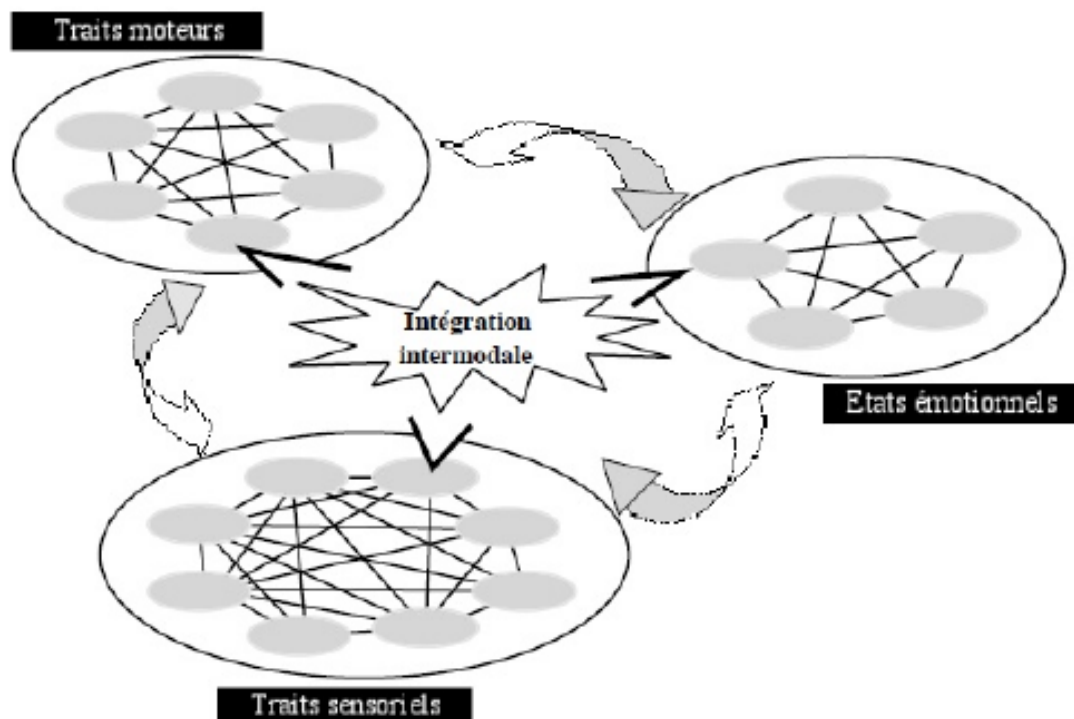 Traits moteurs
Intégration
intermodale
Etats émotionnels
Traits sensoriels